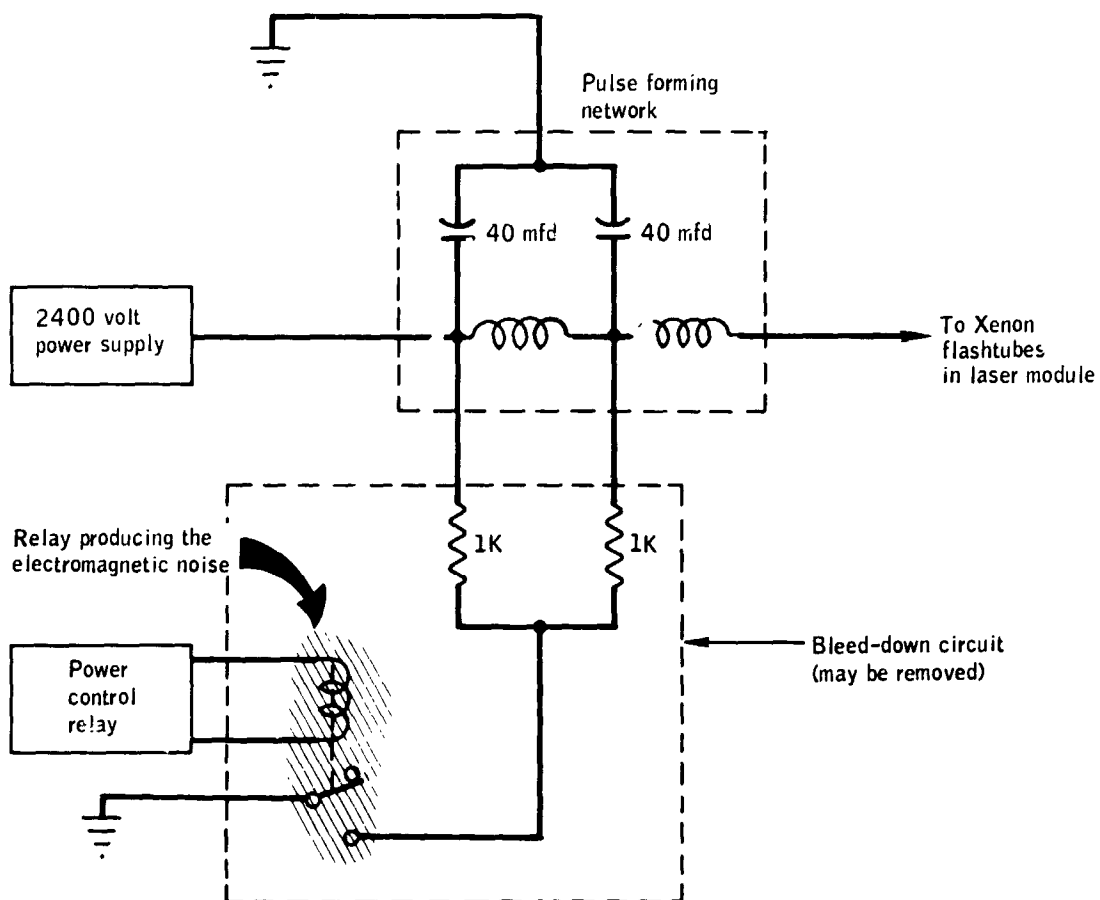 Pulse forming
network
40 mfd
40 mfd
2400 volt
power supply
To Xenon
flashtubes
in laser module
Relay producing the
electromagnetic noise
1K
1K
Power
control
relay
Bleed-down circuit
(may be removed)